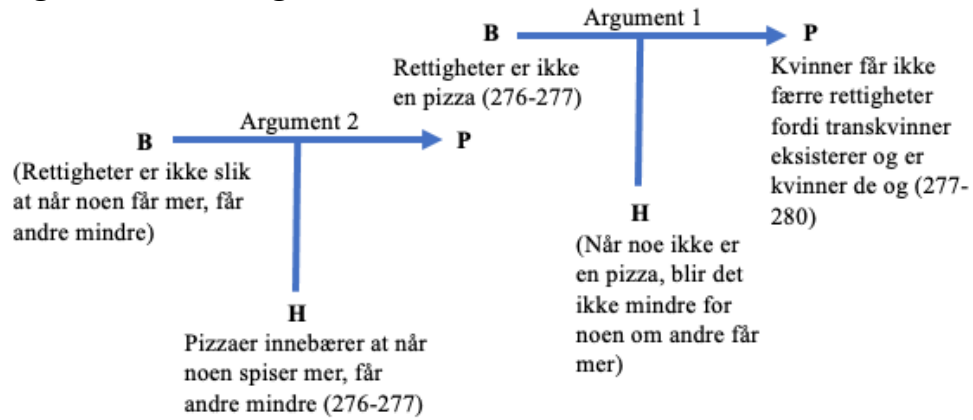 Argument 1
B
P
Rettigheter er ikke
en pizza (276-277)
Kvinner får ikke
færre rettigheter
fordi transkvinner
eksisterer og er
kvinner de og (277-
280)
H
(Når noe ikke er
en pizza, blir det
ikke mindre for
noen om andre får
mer)
Argument 2
B
P
(Rettigheter er ikke slik
at når noen får mer, får
andre mindre)
H
Pizzaer innebærer at når
noen spiser mer, får
andre mindre (276-277)